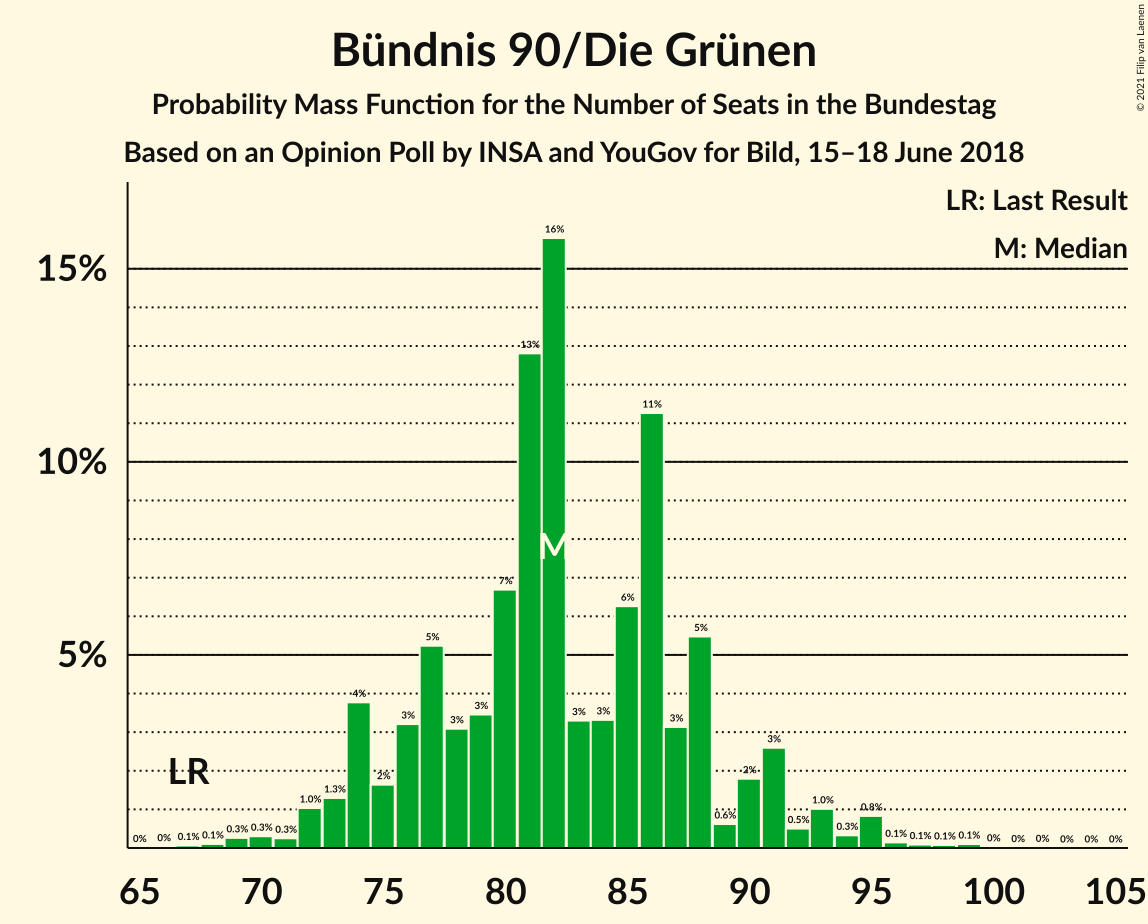 © 2021 Filip van Laenen
Bündnis 90/Die Grünen
Probability Mass Function for the Number of Seats in the Bundestag
Based on an Opinion Poll by INSA and YouGov for Bild, 15–18 June 2018
LR: Last Result
M: Median
15%
10%
5%
LR
M
0% 0% 0.1% 0.1% 0.3% 0.3% 0.3% 1.0% 1.3% 4% 2% 3% 5% 3% 3% 7% 13% 16% 3% 3% 6% 11% 3% 5% 0.6% 2% 3% 0.5% 1.0% 0.3% 0.8% 0.1% 0.1% 0.1% 0.1% 0% 0% 0% 0% 0% 0%
65 70 75 80 85 90 95 100 105